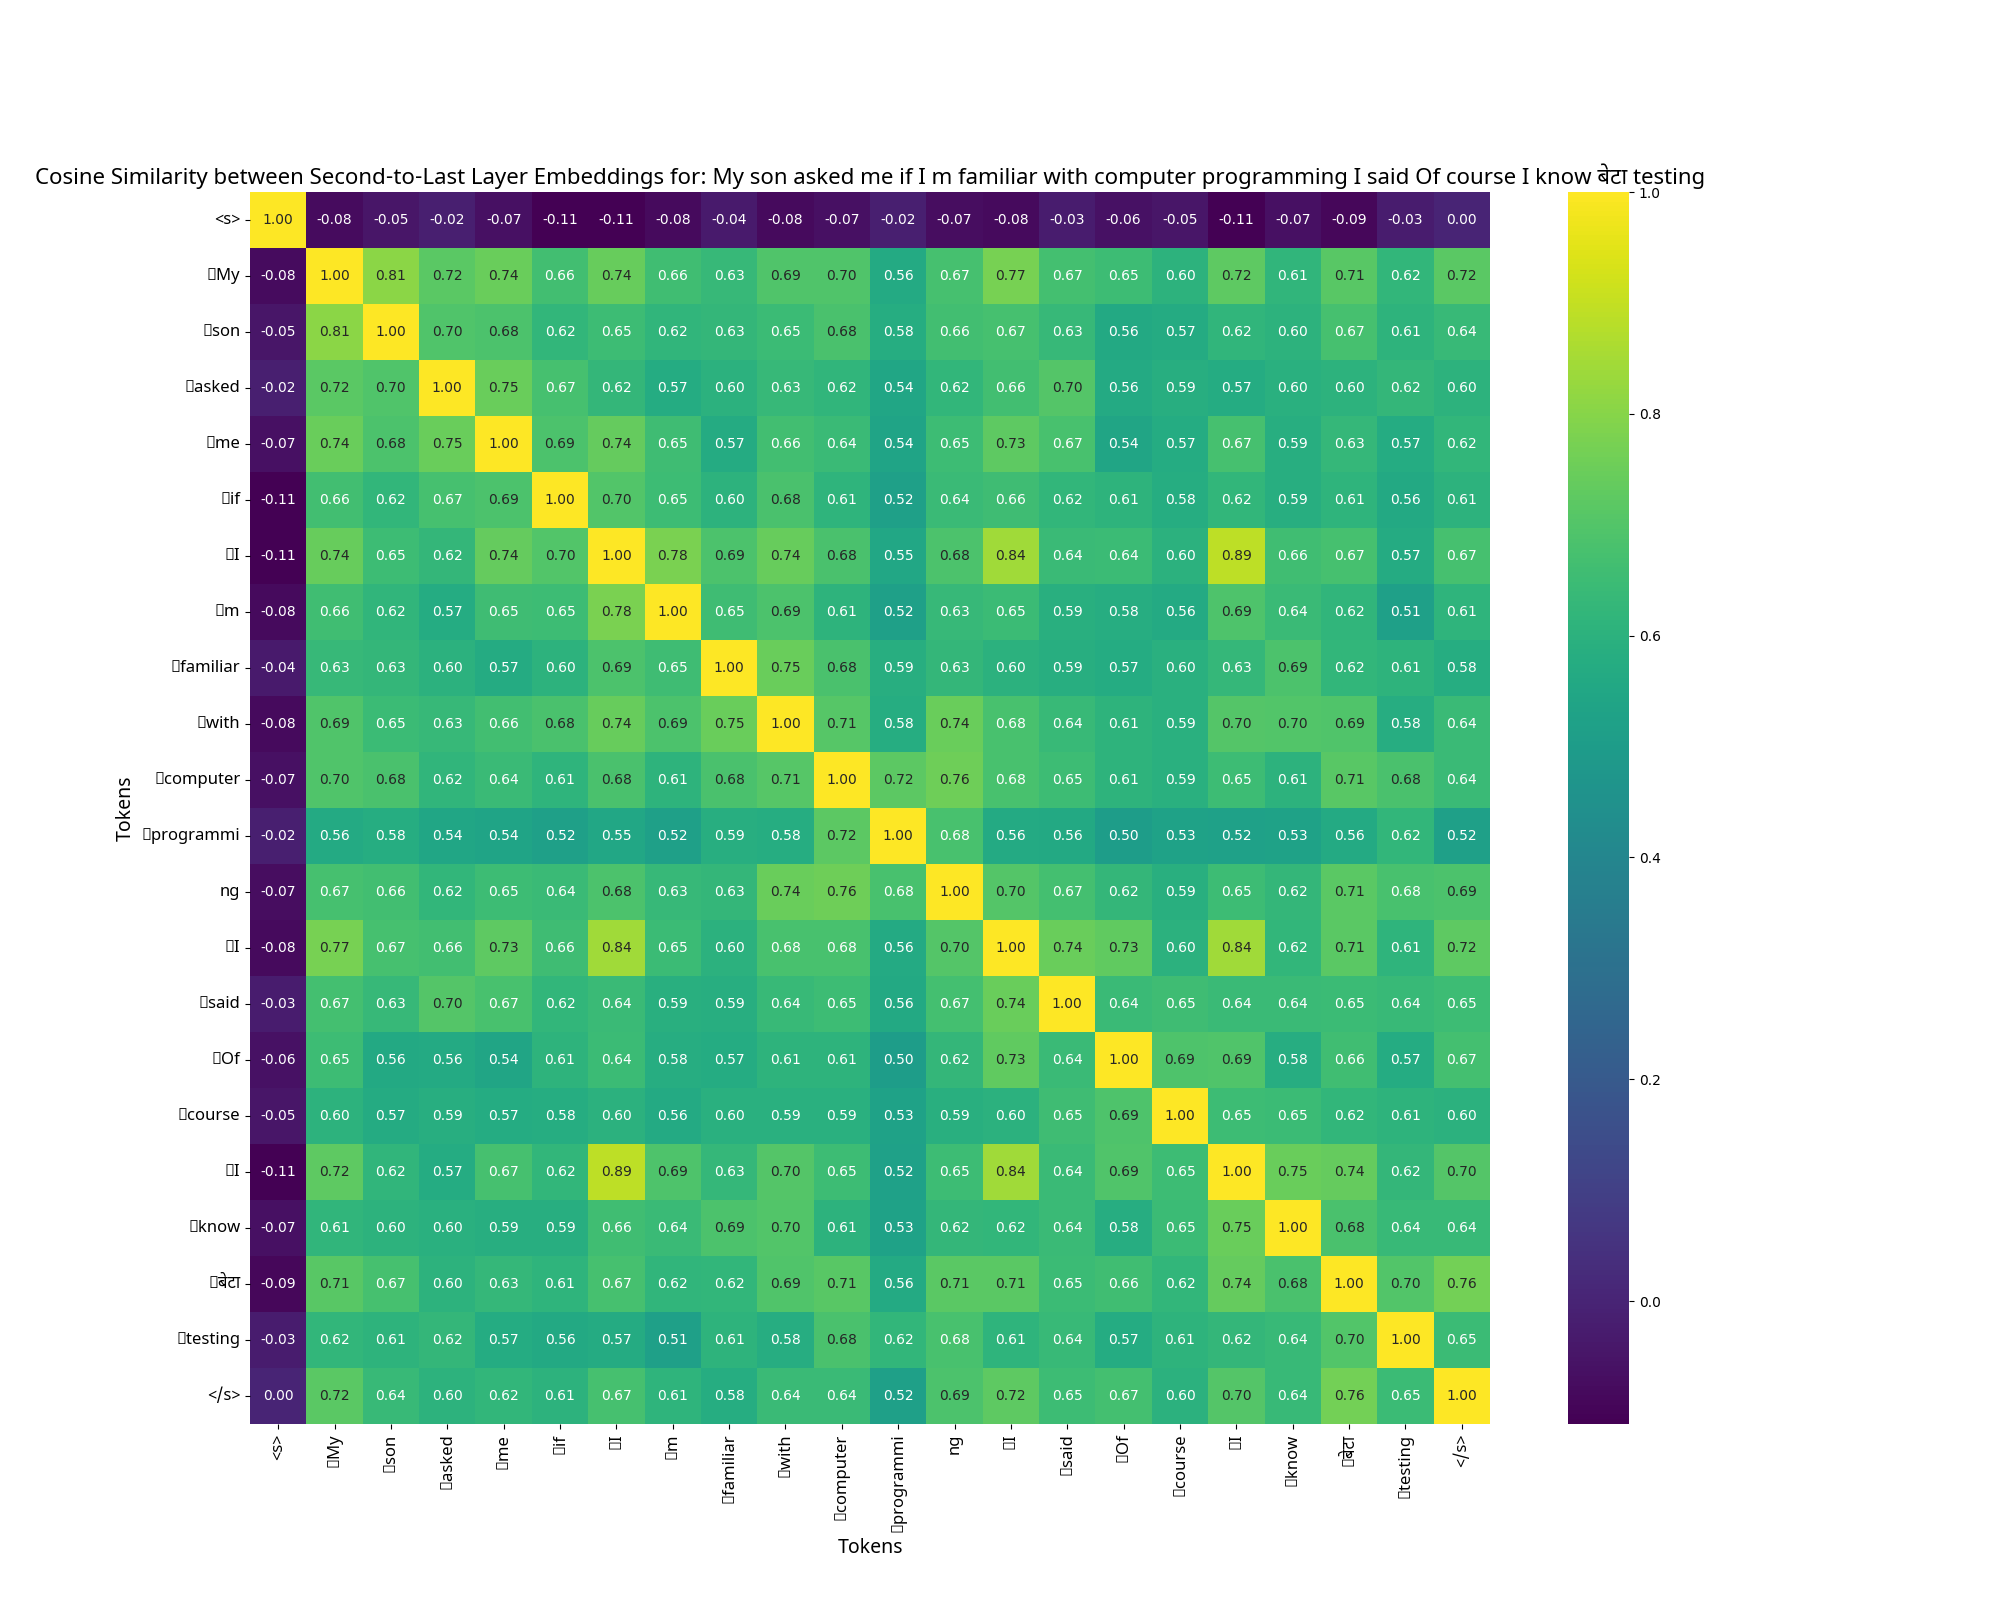 Cosine Similarity between Second-to-Last Layer Embeddings for: My son asked me if I m familiar with computer programming I said Of course I know बेटा testing
<s> 1.00 -0.08 -0.05 -0.02 -0.07 -0.11 -0.11 -0.08 -0.04 -0.08 -0.07 -0.02 -0.07 -0.08 -0.03 -0.06 -0.05 -0.11 -0.07 -0.09 -0.03 0.00
▯My -0.08 1.00 0.81 0.72 0.74 0.66 0.74 0.66 0.63 0.69 0.70 0.56 0.67 0.77 0.67 0.65 0.60 0.72 0.61 0.71 0.62 0.72
▯son -0.05 0.81 1.00 0.70 0.68 0.62 0.65 0.62 0.63 0.65 0.68 0.58 0.66 0.67 0.63 0.56 0.57 0.62 0.60 0.67 0.61 0.64
▯asked -0.02 0.72 0.70 1.00 0.75 0.67 0.62 0.57 0.60 0.63 0.62 0.54 0.62 0.66 0.70 0.56 0.59 0.57 0.60 0.60 0.62 0.60
▯me -0.07 0.74 0.68 0.75 1.00 0.69 0.74 0.65 0.57 0.66 0.64 0.54 0.65 0.73 0.67 0.54 0.57 0.67 0.59 0.63 0.57 0.62
▯if -0.11 0.66 0.62 0.67 0.69 1.00 0.70 0.65 0.60 0.68 0.61 0.52 0.64 0.66 0.62 0.61 0.58 0.62 0.59 0.61 0.56 0.61
▯I -0.11 0.74 0.65 0.62 0.74 0.70 1.00 0.78 0.69 0.74 0.68 0.55 0.68 0.84 0.64 0.64 0.60 0.89 0.66 0.67 0.57 0.67
▯m -0.08 0.66 0.62 0.57 0.65 0.65 0.78 1.00 0.65 0.69 0.61 0.52 0.63 0.65 0.59 0.58 0.56 0.69 0.64 0.62 0.51 0.61
▯familiar -0.04 0.63 0.63 0.60 0.57 0.60 0.69 0.65 1.00 0.75 0.68 0.59 0.63 0.60 0.59 0.57 0.60 0.63 0.69 0.62 0.61 0.58
▯with -0.08 0.69 0.65 0.63 0.66 0.68 0.74 0.69 0.75 1.00 0.71 0.58 0.74 0.68 0.64 0.61 0.59 0.70 0.70 0.69 0.58 0.64
▯computer -0.07 0.70 0.68 0.62 0.64 0.61 0.68 0.61 0.68 0.71 1.00 0.72 0.76 0.68 0.65 0.61 0.59 0.65 0.61 0.71 0.68 0.64
▯programmi -0.02 0.56 0.58 0.54 0.54 0.52 0.55 0.52 0.59 0.58 0.72 1.00 0.68 0.56 0.56 0.50 0.53 0.52 0.53 0.56 0.62 0.52
ng -0.07 0.67 0.66 0.62 0.65 0.64 0.68 0.63 0.63 0.74 0.76 0.68 1.00 0.70 0.67 0.62 0.59 0.65 0.62 0.71 0.68 0.69
▯I -0.08 0.77 0.67 0.66 0.73 0.66 0.84 0.65 0.60 0.68 0.68 0.56 0.70 1.00 0.74 0.73 0.60 0.84 0.62 0.71 0.61 0.72
▯said -0.03 0.67 0.63 0.70 0.67 0.62 0.64 0.59 0.59 0.64 0.65 0.56 0.67 0.74 1.00 0.64 0.65 0.64 0.64 0.65 0.64 0.65
▯Of -0.06 0.65 0.56 0.56 0.54 0.61 0.64 0.58 0.57 0.61 0.61 0.50 0.62 0.73 0.64 1.00 0.69 0.69 0.58 0.66 0.57 0.67
▯course -0.05 0.60 0.57 0.59 0.57 0.58 0.60 0.56 0.60 0.59 0.59 0.53 0.59 0.60 0.65 0.69 1.00 0.65 0.65 0.62 0.61 0.60
▯I -0.11 0.72 0.62 0.57 0.67 0.62 0.89 0.69 0.63 0.70 0.65 0.52 0.65 0.84 0.64 0.69 0.65 1.00 0.75 0.74 0.62 0.70
▯know -0.07 0.61 0.60 0.60 0.59 0.59 0.66 0.64 0.69 0.70 0.61 0.53 0.62 0.62 0.64 0.58 0.65 0.75 1.00 0.68 0.64 0.64
▯बेटा -0.09 0.71 0.67 0.60 0.63 0.61 0.67 0.62 0.62 0.69 0.71 0.56 0.71 0.71 0.65 0.66 0.62 0.74 0.68 1.00 0.70 0.76
▯testing -0.03 0.62 0.61 0.62 0.57 0.56 0.57 0.51 0.61 0.58 0.68 0.62 0.68 0.61 0.64 0.57 0.61 0.62 0.64 0.70 1.00 0.65
</s> 0.00 0.72 0.64 0.60 0.62 0.61 0.67 0.61 0.58 0.64 0.64 0.52 0.69 0.72 0.65 0.67 0.60 0.70 0.64 0.76 0.65 1.00
<s> ▯My ▯son ▯asked ▯me ▯if ▯I ▯m ▯familiar ▯with ▯computer ▯programmi ng ▯I ▯said ▯Of ▯course ▯I ▯know ▯बेटा ▯testing </s>
Tokens
Tokens
1.0
0.8
0.6
0.4
0.2
0.0